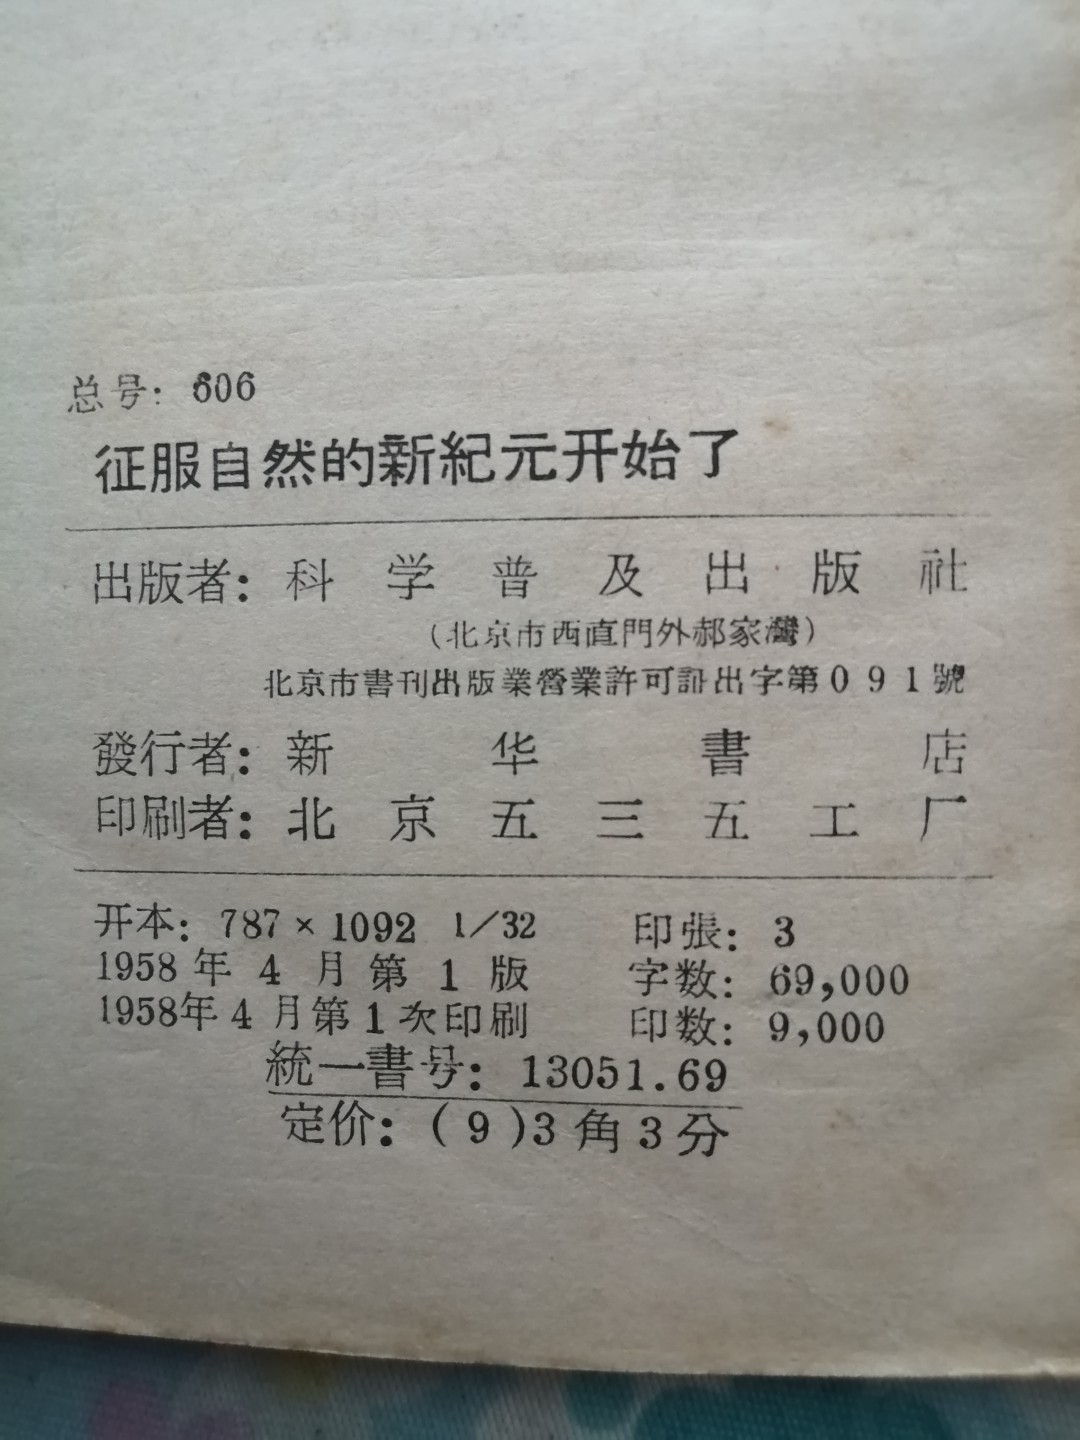 总号：606
征服自然的新紀元开始了
出版者：科学普及出版社
（北京市西直門外郝家灣）
北京市書刊出版業營業許可証出字第091號
發行者：新华書店
印刷者：北京五三五工厂
开本：787×1092 1/32 印張：3
1958年4月第1版 字数：69,000
1958年4月第1次印刷 印数：9,000
統一書号：13051.69
定价：(9)3角3分